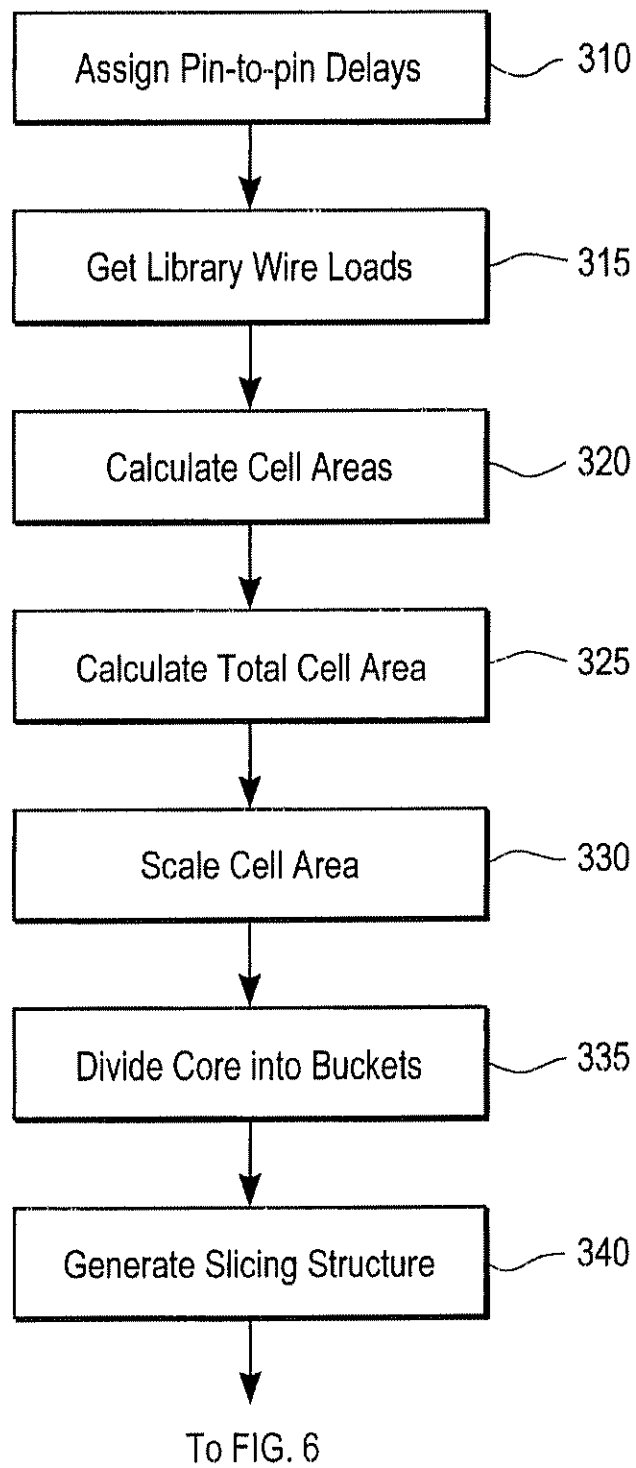 Assign Pin-to-pin Delays
310
Get Library Wire Loads
315
Calculate Cell Areas
320
Calculate Total Cell Area
325
Scale Cell Area
330
Divide Core into Buckets
335
Generate Slicing Structure
340
To FIG. 6